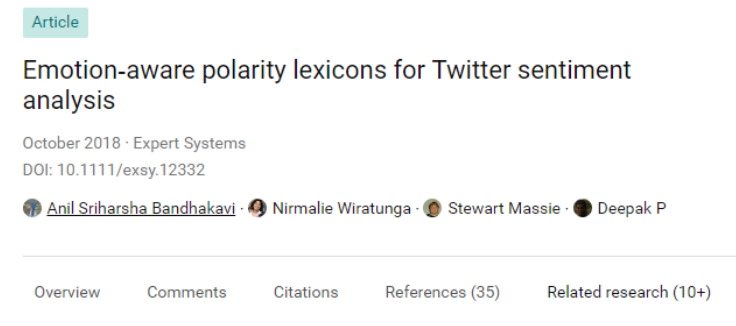 Article
Emotion-aware polarity lexicons for Twitter sentiment
analysis
October 2018 · Expert Systems
DOI: 10.1111/exsy.12332
Anil Sriharsha Bandhakavi · Nirmalie Wiratunga · Stewart Massie · Deepak P
Overview Comments Citations References (35) Related research (10+)